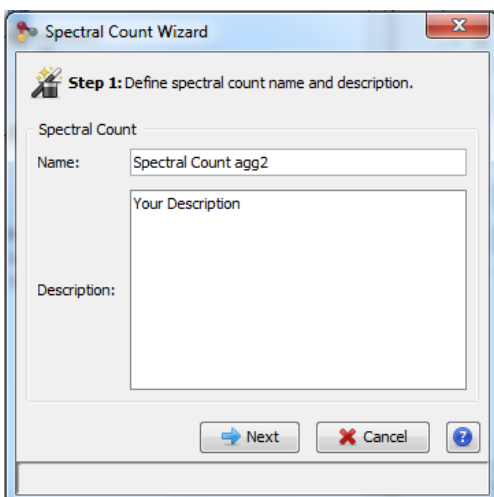 Spectral Count Wizard
Step 1: Define spectral count name and description.
Spectral Count
Name: Spectral Count agg2
Your Description
Description:
Next Cancel